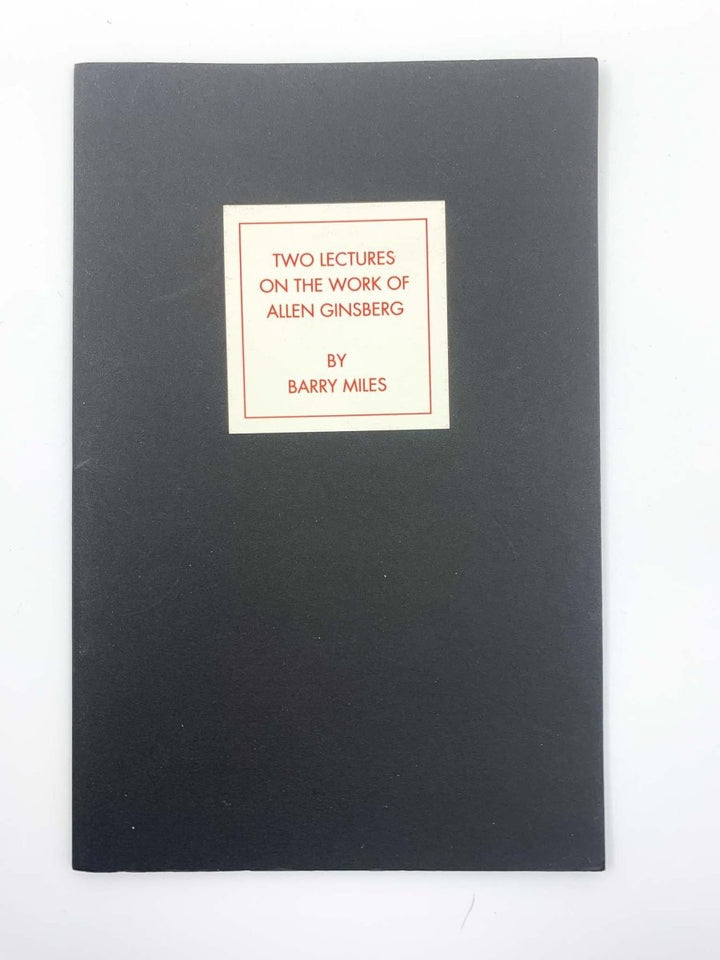 TWO LECTURES
ON THE WORK OF
ALLEN GINSBERG
BY
BARRY MILES